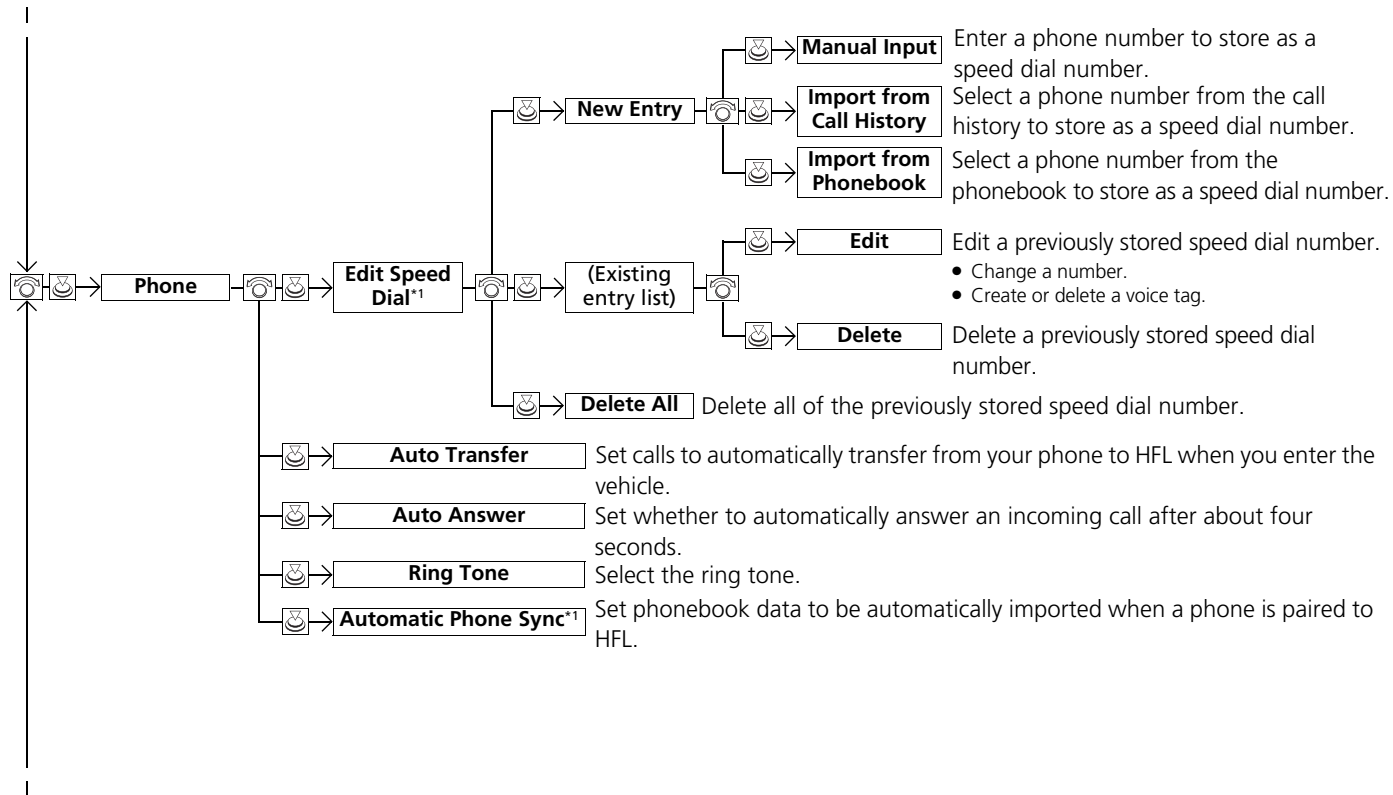 Manual Input
Enter a phone number to store as a
speed dial number.
New Entry
Import from
Call History
Select a phone number from the call
history to store as a speed dial number.
Import from
Phonebook
Select a phone number from the
phonebook to store as a speed dial number.
Phone
Edit Speed
Dial*1
(Existing
entry list)
Edit
Edit a previously stored speed dial number.
● Change a number.
● Create or delete a voice tag.
Delete
Delete a previously stored speed dial
number.
Delete All
Delete all of the previously stored speed dial number.
Auto Transfer
Set calls to automatically transfer from your phone to HFL when you enter the
vehicle.
Auto Answer
Set whether to automatically answer an incoming call after about four
seconds.
Ring Tone
Select the ring tone.
Automatic Phone Sync*1
Set phonebook data to be automatically imported when a phone is paired to
HFL.